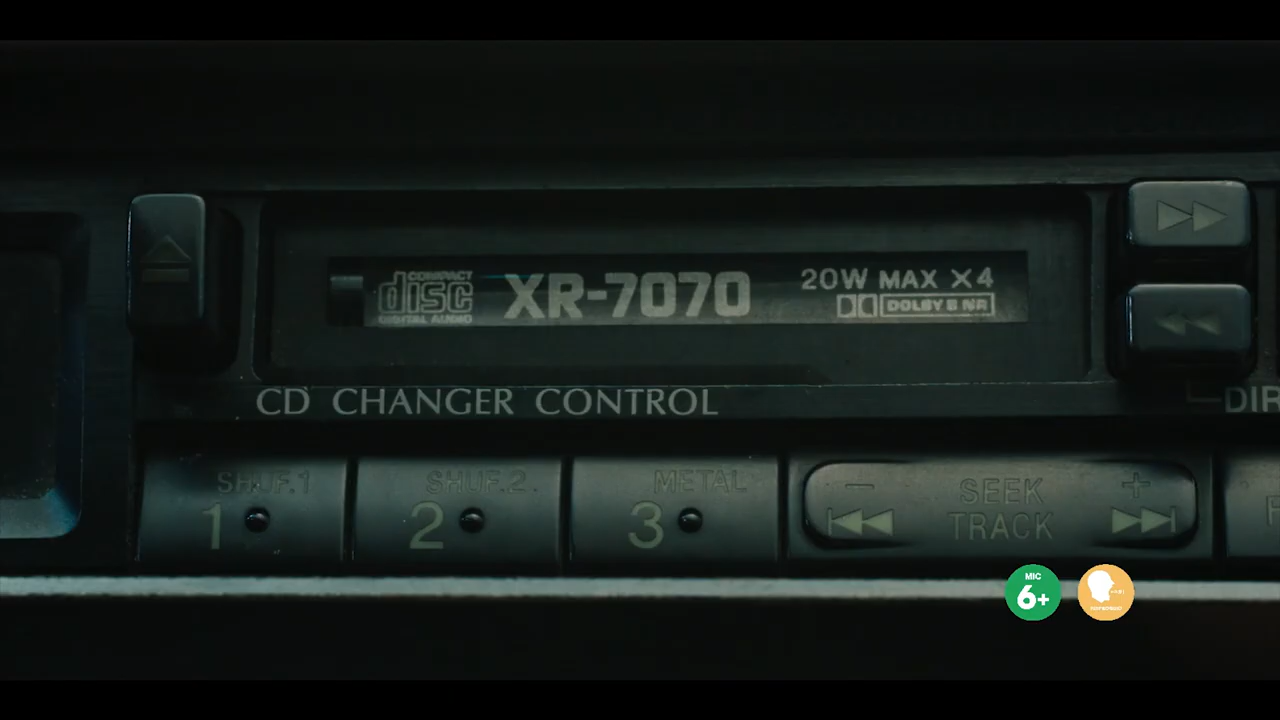 COMPACT
disc
DIGITAL AUDIO
XR-7070
20W MAX X4
DOLBY B NR
CD CHANGER CONTROL
DIR
SHUF.1
1
SHUF.2
2
METAL
3
− SEEK +
TRACK
MIC
6+